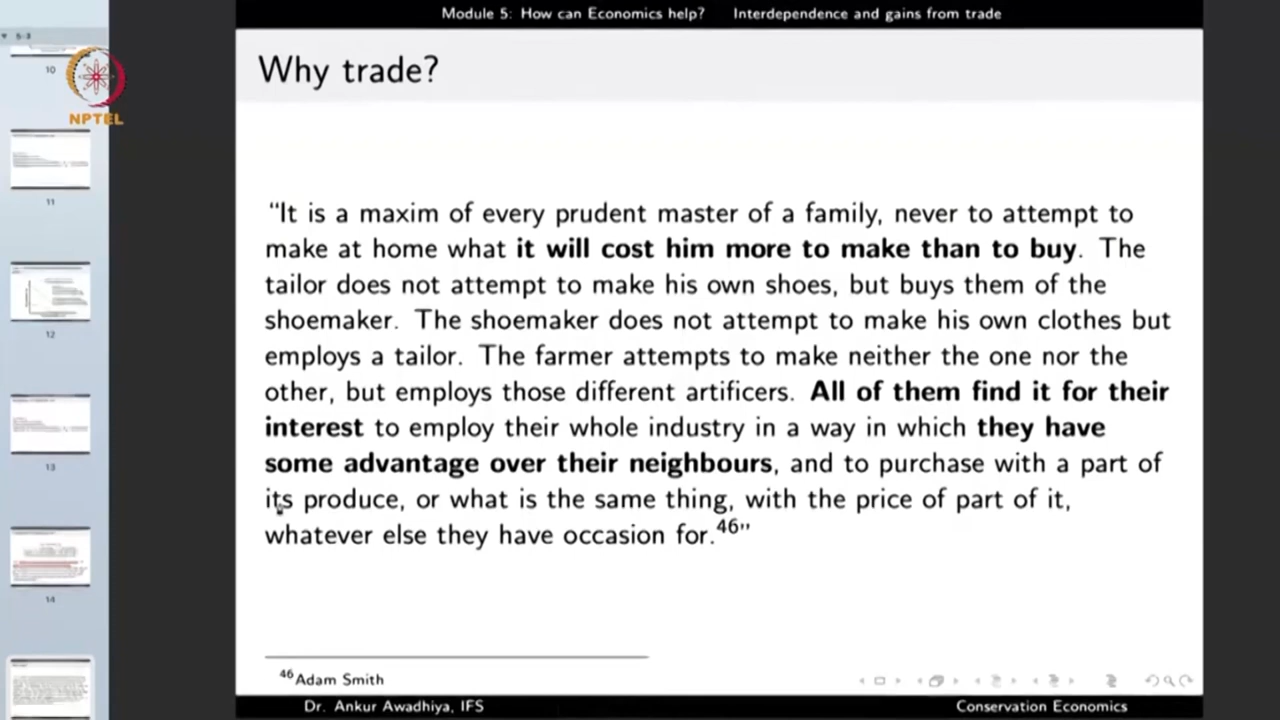 Module 5: How can Economics help? Interdependence and gains from trade
5-3
NPTEL
10
11
12
13
14
Why trade?
“It is a maxim of every prudent master of a family, never to attempt to
make at home what it will cost him more to make than to buy. The
tailor does not attempt to make his own shoes, but buys them of the
shoemaker. The shoemaker does not attempt to make his own clothes but
employs a tailor. The farmer attempts to make neither the one nor the
other, but employs those different artificers. All of them find it for their
interest to employ their whole industry in a way in which they have
some advantage over their neighbours, and to purchase with a part of
its produce, or what is the same thing, with the price of part of it,
whatever else they have occasion for.46”
46Adam Smith
Dr. Ankur Awadhiya, IFS Conservation Economics